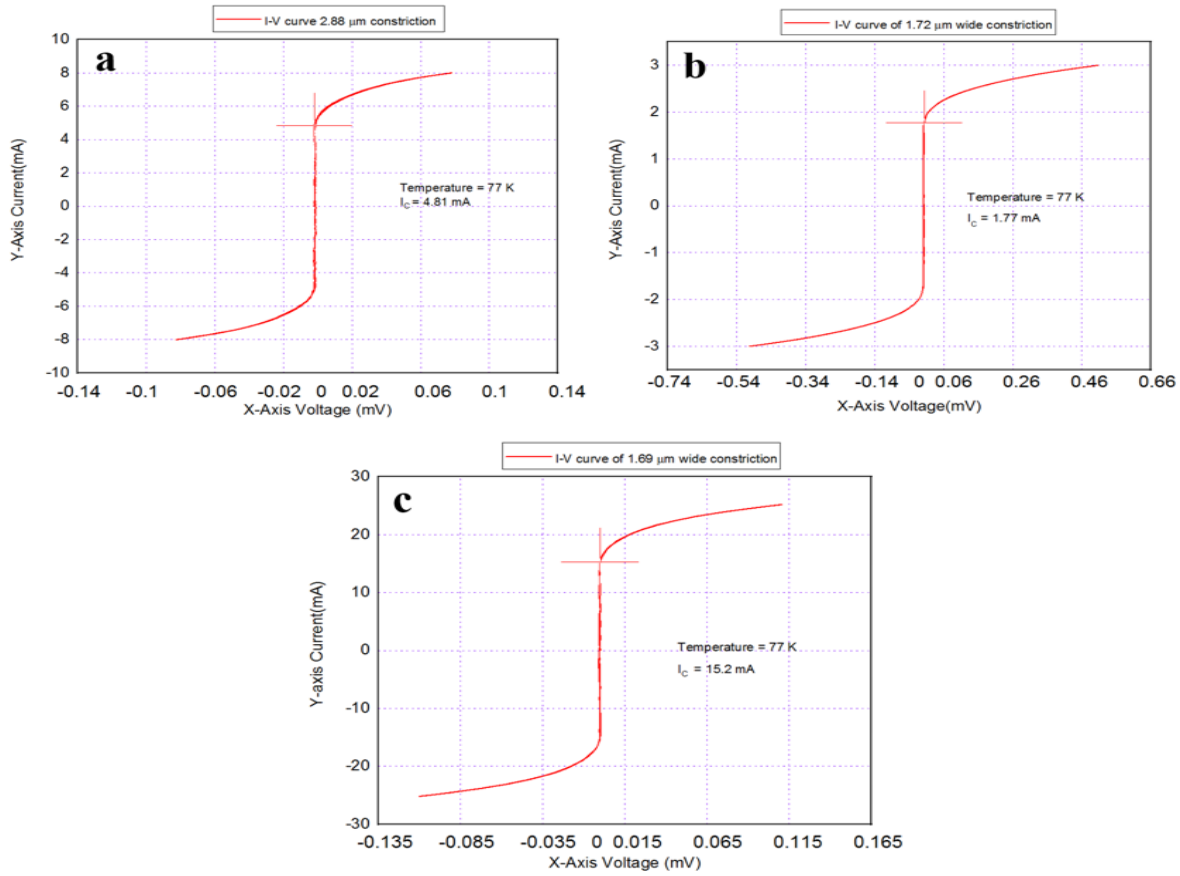 I-V curve 2.88 μm constriction
a
10
8
6
4
2
0
-2
-4
-6
-8
-10
Y-Axis Current(mA)
Temperature = 77 K
I_C = 4.81 mA
-0.14 -0.1 -0.06 -0.02 0 0.02 0.06 0.1 0.14
X-Axis Voltage (mV)
I-V curve of 1.72 μm wide constriction
b
3
2
1
0
-1
-2
-3
Y-Axis Current(mA)
Temperature = 77 K
I_C = 1.77 mA
-0.74 -0.54 -0.34 -0.14 0 0.06 0.26 0.46 0.66
X-Axis Voltage(mV)
I-V curve of 1.69 μm wide constriction
c
30
20
10
0
-10
-20
-30
Y-axis Current(mA)
Temperature = 77 K
I_C = 15.2 mA
-0.135 -0.085 -0.035 0 0.015 0.065 0.115 0.165
X-Axis Voltage (mV)